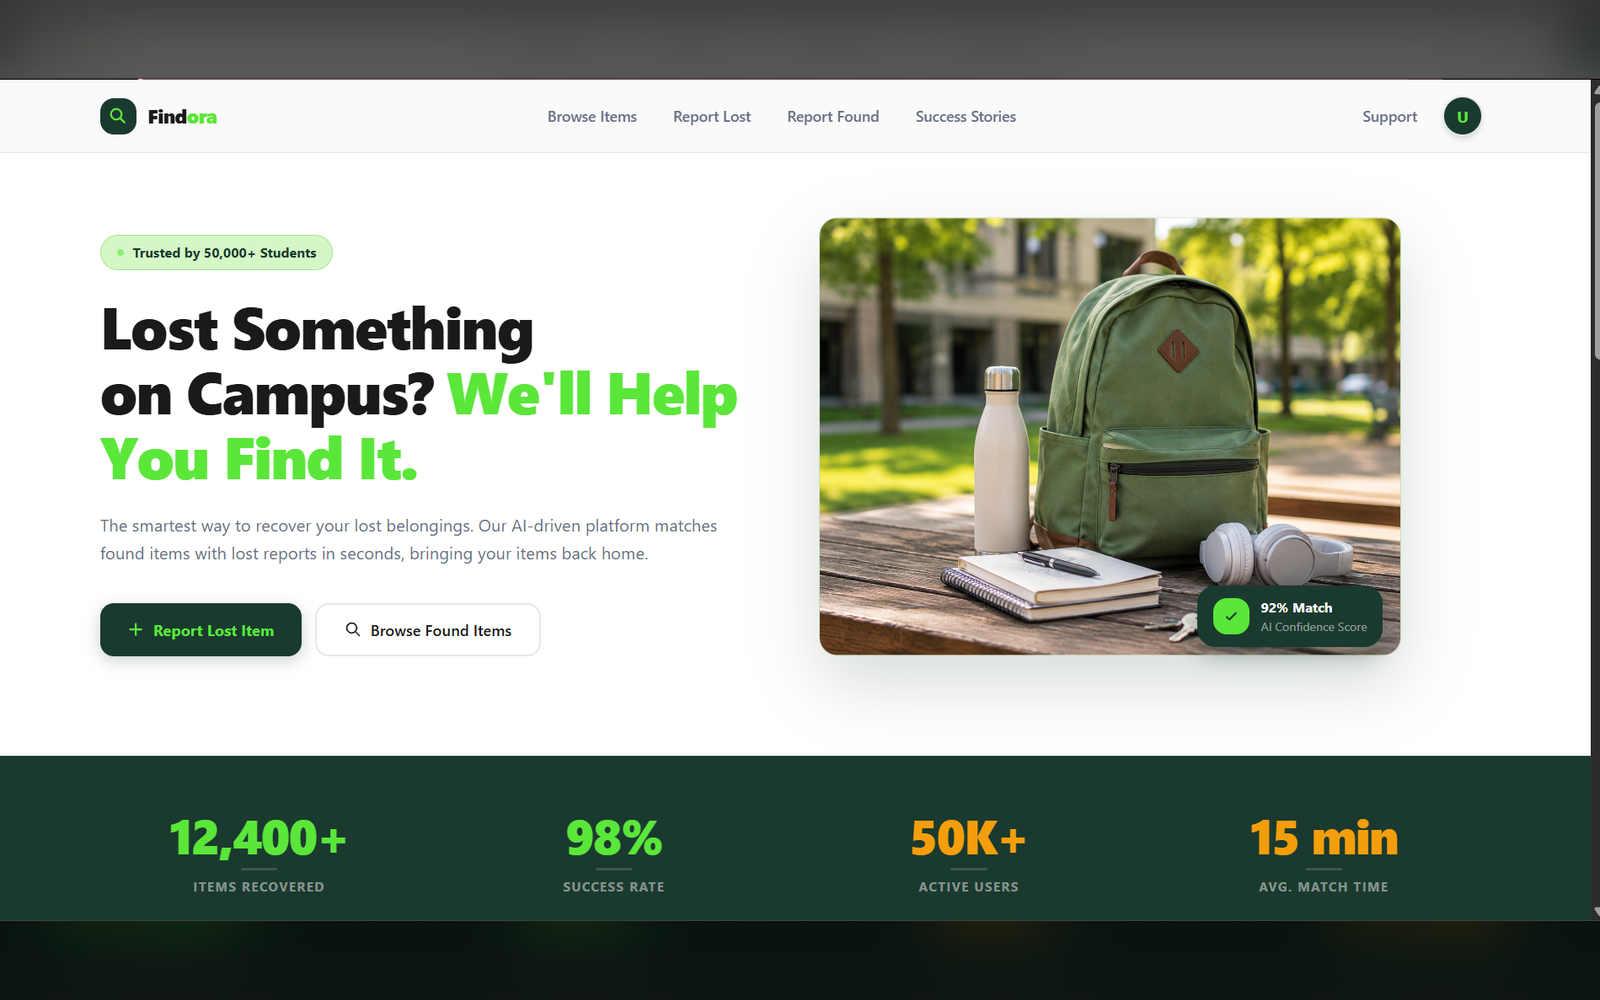 Findora
Browse Items
Report Lost
Report Found
Success Stories
Support
U
Trusted by 50,000+ Students
Lost Something
on Campus? We'll Help
You Find It.
The smartest way to recover your lost belongings. Our AI-driven platform matches
found items with lost reports in seconds, bringing your items back home.
Report Lost Item
Browse Found Items
92% Match
AI Confidence Score
12,400+
ITEMS RECOVERED
98%
SUCCESS RATE
50K+
ACTIVE USERS
15 min
AVG. MATCH TIME